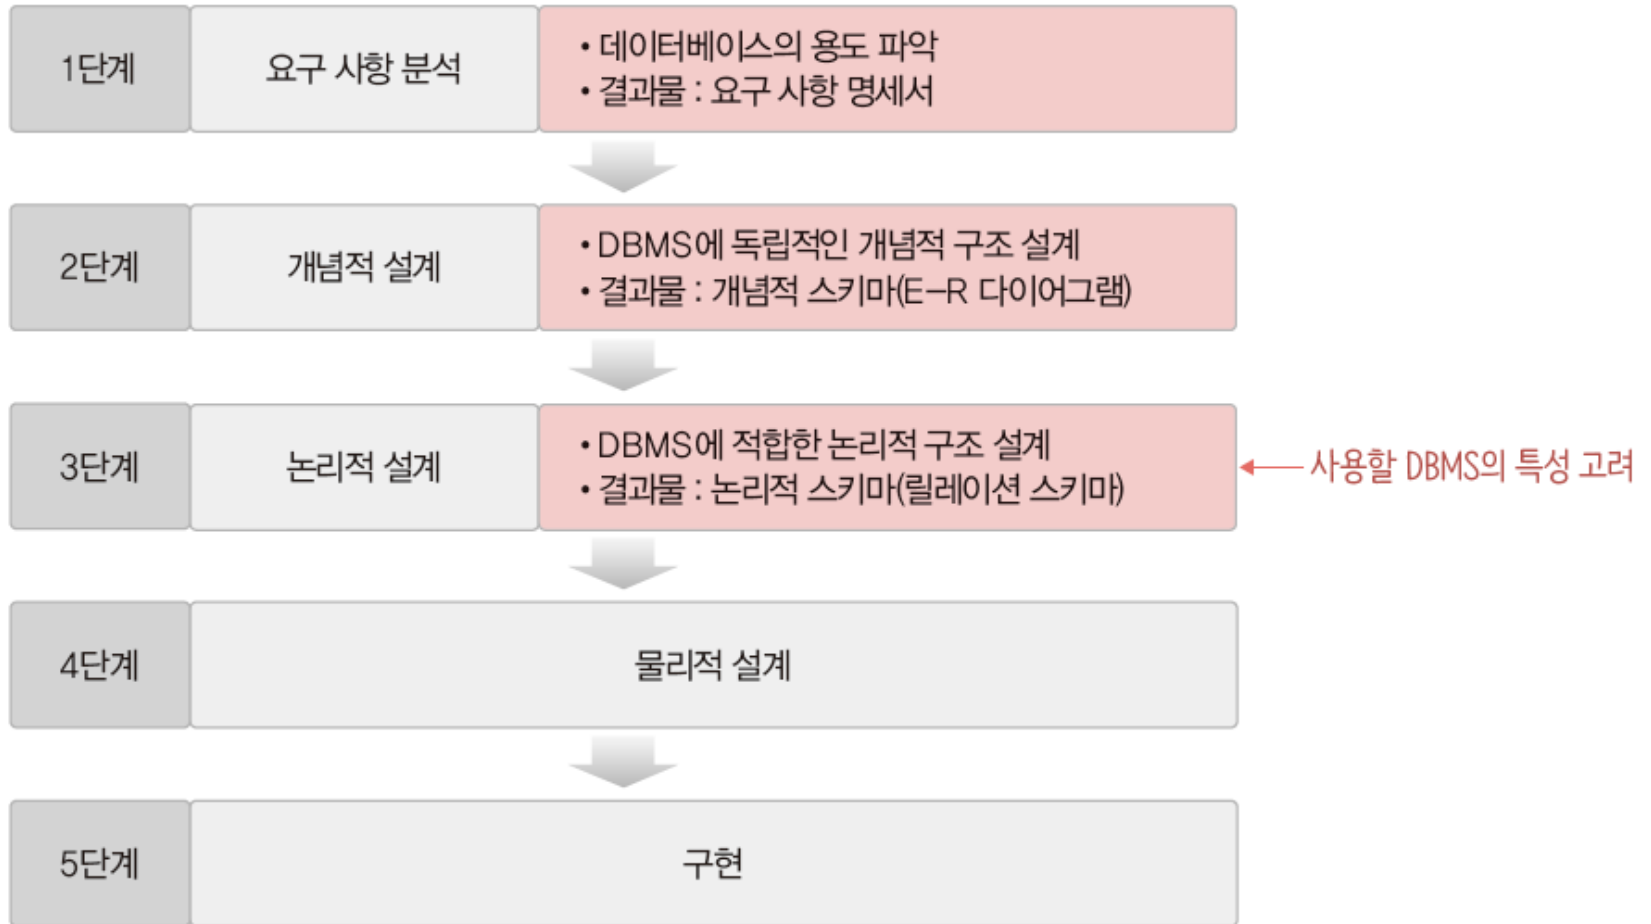 1단계
요구 사항 분석
• 데이터베이스의 용도 파악
• 결과물 : 요구 사항 명세서
2단계
개념적 설계
• DBMS에 독립적인 개념적 구조 설계
• 결과물 : 개념적 스키마(E-R 다이어그램)
3단계
논리적 설계
• DBMS에 적합한 논리적 구조 설계
• 결과물 : 논리적 스키마(릴레이션 스키마)
사용할 DBMS의 특성 고려
4단계
물리적 설계
5단계
구현